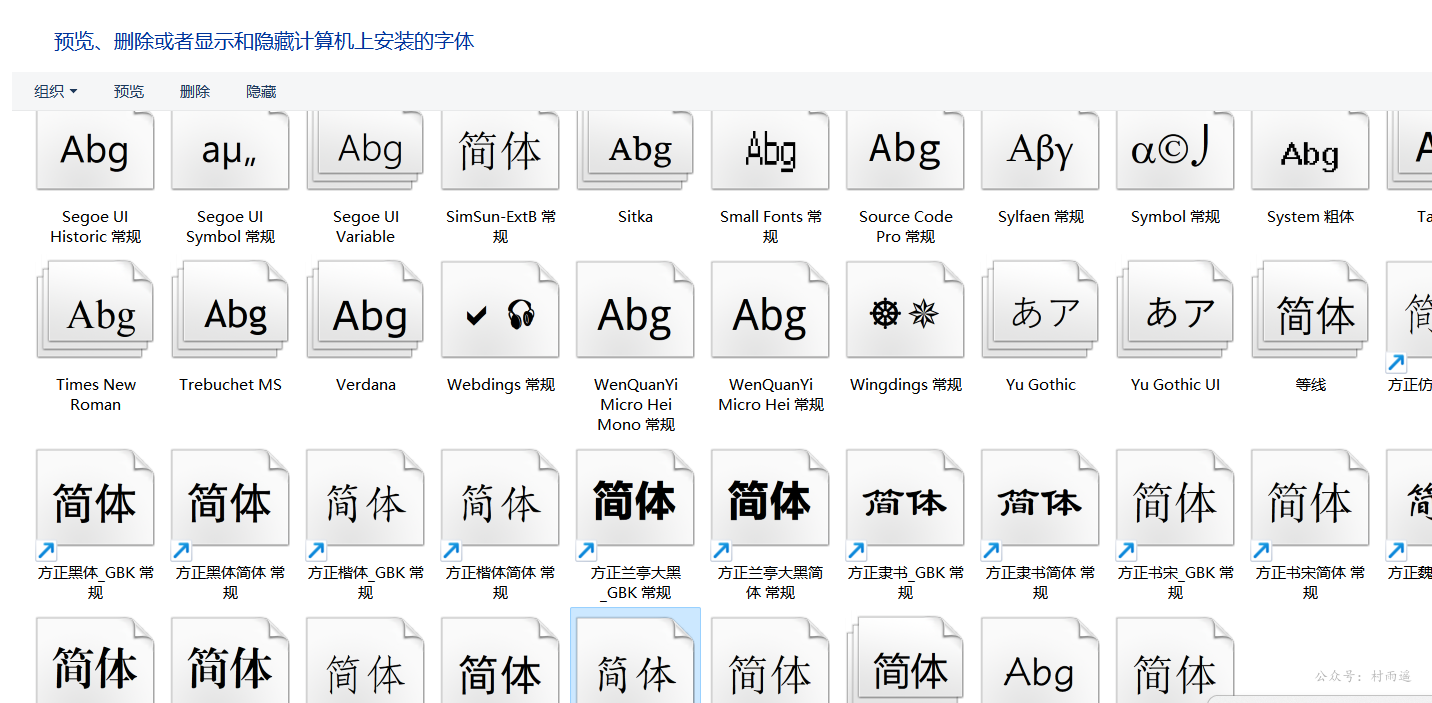 预览、删除或者显示和隐藏计算机上安装的字体
组织 预览 删除 隐藏
Abg aµ„ Abg 简体 Abg Abg Abg Aβγ α©J Abg
Segoe UI Segoe UI Segoe UI SimSun-ExtB 常 Sitka Small Fonts 常 Source Code Sylfaen 常规 Symbol 常规 System 粗体 Ta
Historic 常规 Symbol 常规 Variable 规 规 Pro 常规
Abg Abg Abg Abg Abg あア あア 简体 简
Times New Trebuchet MS Verdana Webdings 常规 WenQuanYi WenQuanYi Wingdings 常规 Yu Gothic Yu Gothic UI 等线 方正仿
Roman Micro Hei Micro Hei 常规
Mono 常规
简体 简体 简体 简体 简体 简体 简体 简体 简体 简体
方正黑体_GBK 常 方正黑体简体 常 方正楷体_GBK 常 方正楷体简体 常 方正兰亭大黑 方正兰亭大黑简 方正隶书_GBK 常 方正隶书简体 常 方正书宋_GBK 常 方正书宋简体 常 方正魏
规 规 规 规 _GBK 常规 体 常规 规 规 规 规
简体 简体 简体 简体 简体 简体 简体 Abg 简体
公众号：村雨遥